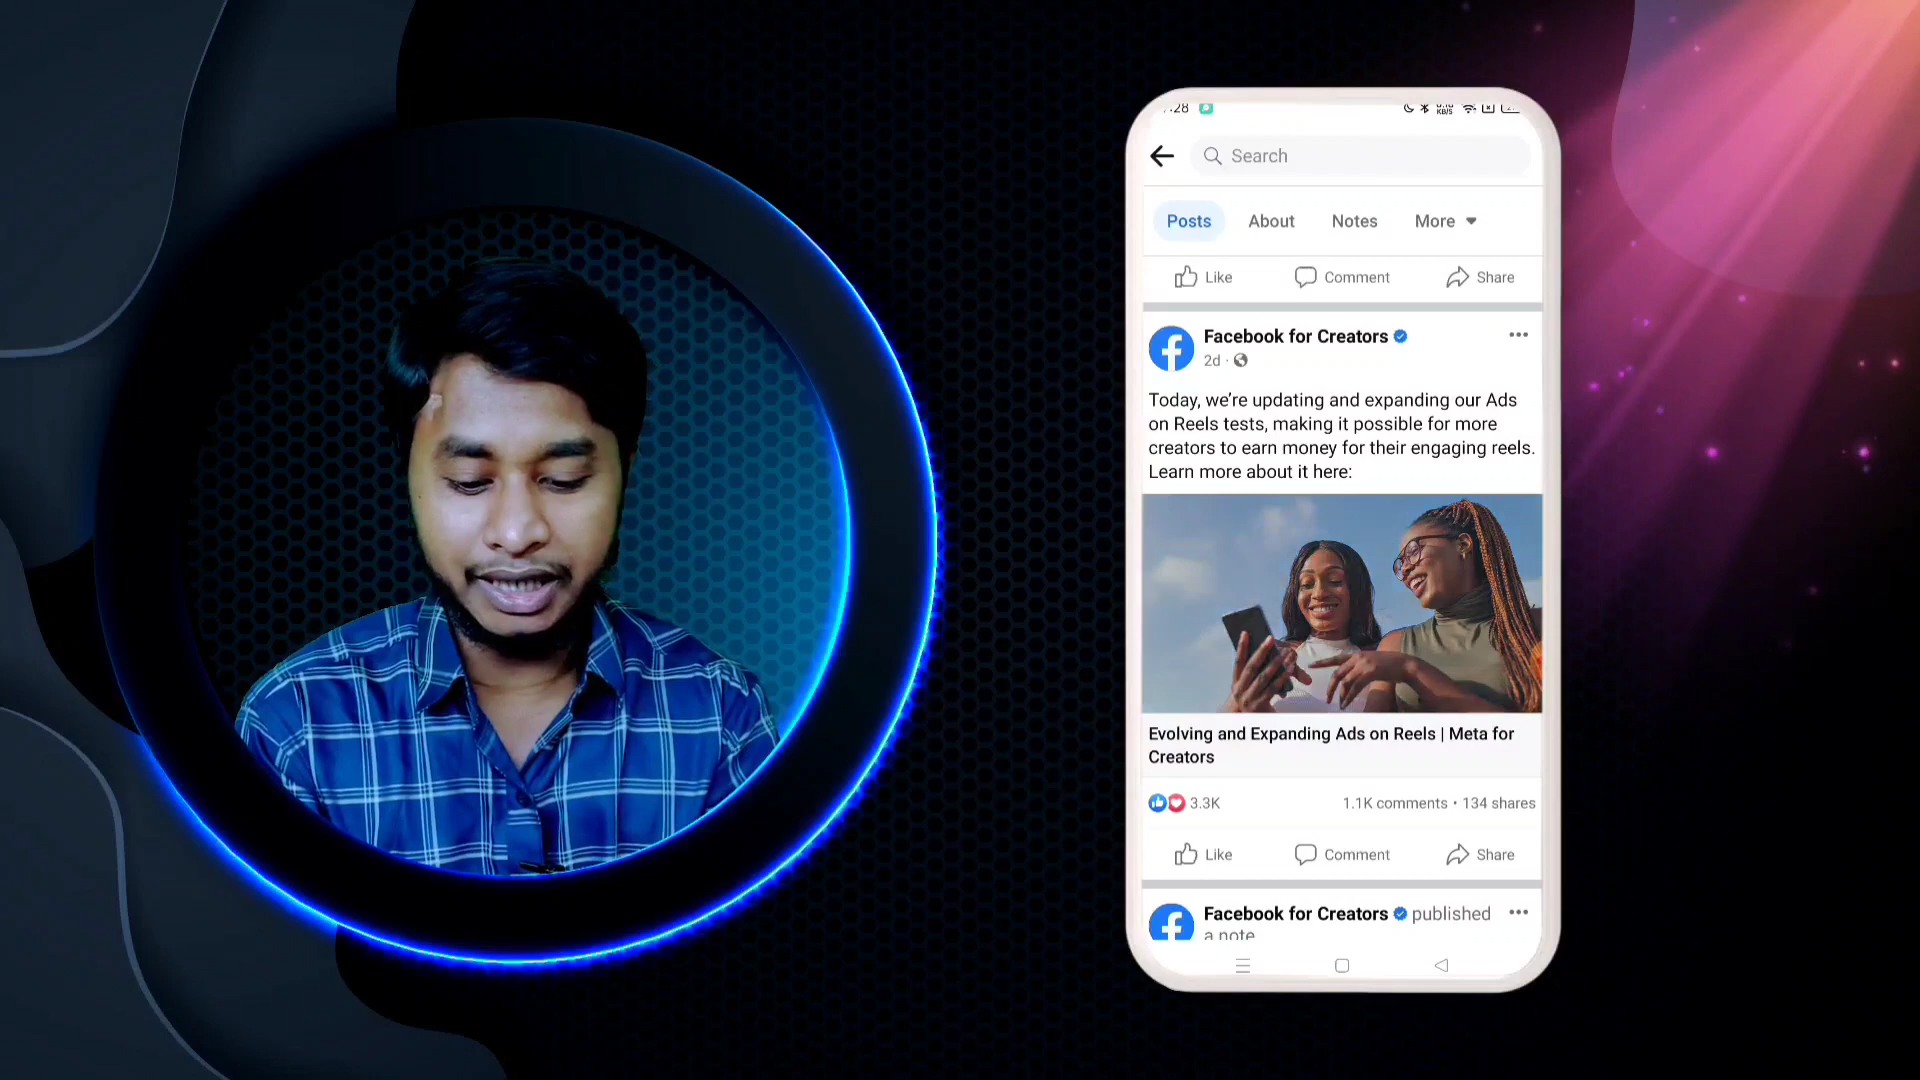 :28
KB/S
Search
Posts About Notes More
Like Comment Share
Facebook for Creators
2d ·
Today, we're updating and expanding our Ads
on Reels tests, making it possible for more
creators to earn money for their engaging reels.
Learn more about it here:
Evolving and Expanding Ads on Reels | Meta for
Creators
3.3K 1.1K comments • 134 shares
Like Comment Share
Facebook for Creators published
a note